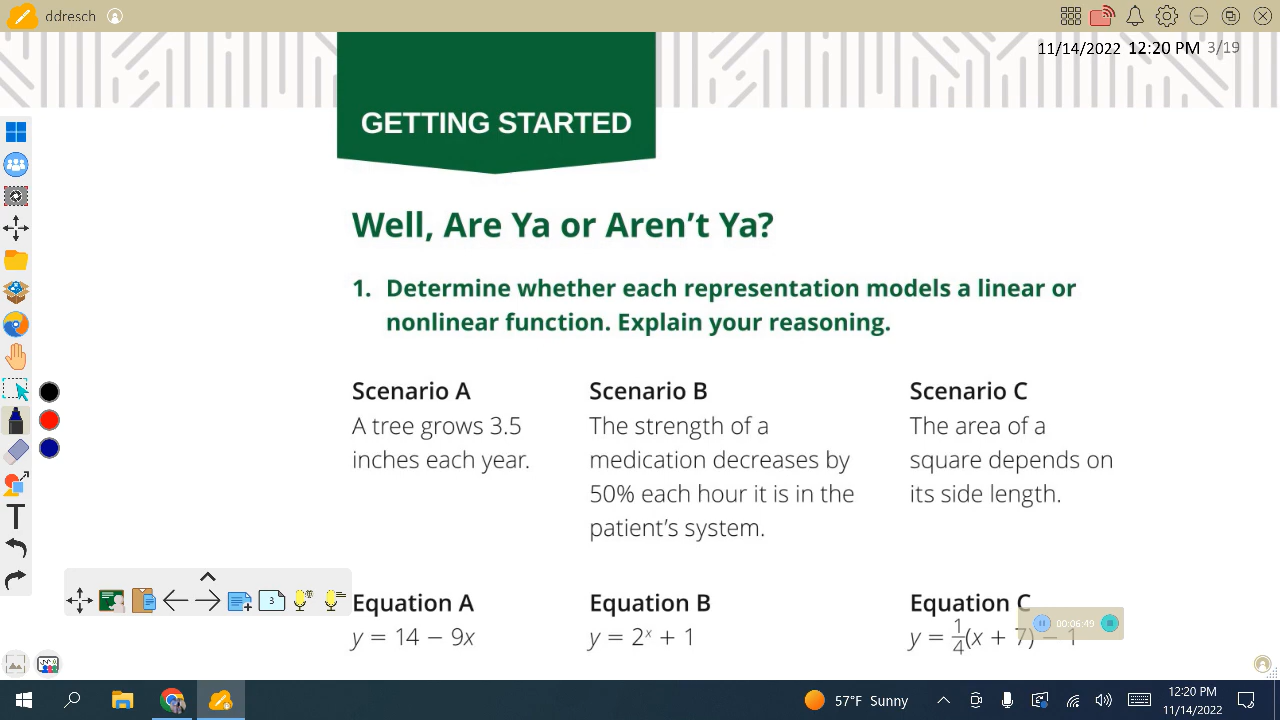 ddresch
11/14/2022 12:20 PM 3/19
GETTING STARTED
Well, Are Ya or Aren't Ya?
1. Determine whether each representation models a linear or
nonlinear function. Explain your reasoning.
Scenario A
A tree grows 3.5
inches each year.
Scenario B
The strength of a
medication decreases by
50% each hour it is in the
patient's system.
Scenario C
The area of a
square depends on
its side length.
Equation A
y = 14 − 9x
Equation B
y = 2ˣ + 1
Equation C
y = 1/4(x + 7) − 1
00:06:49
3
T
57°F Sunny
12:20 PM
11/14/2022